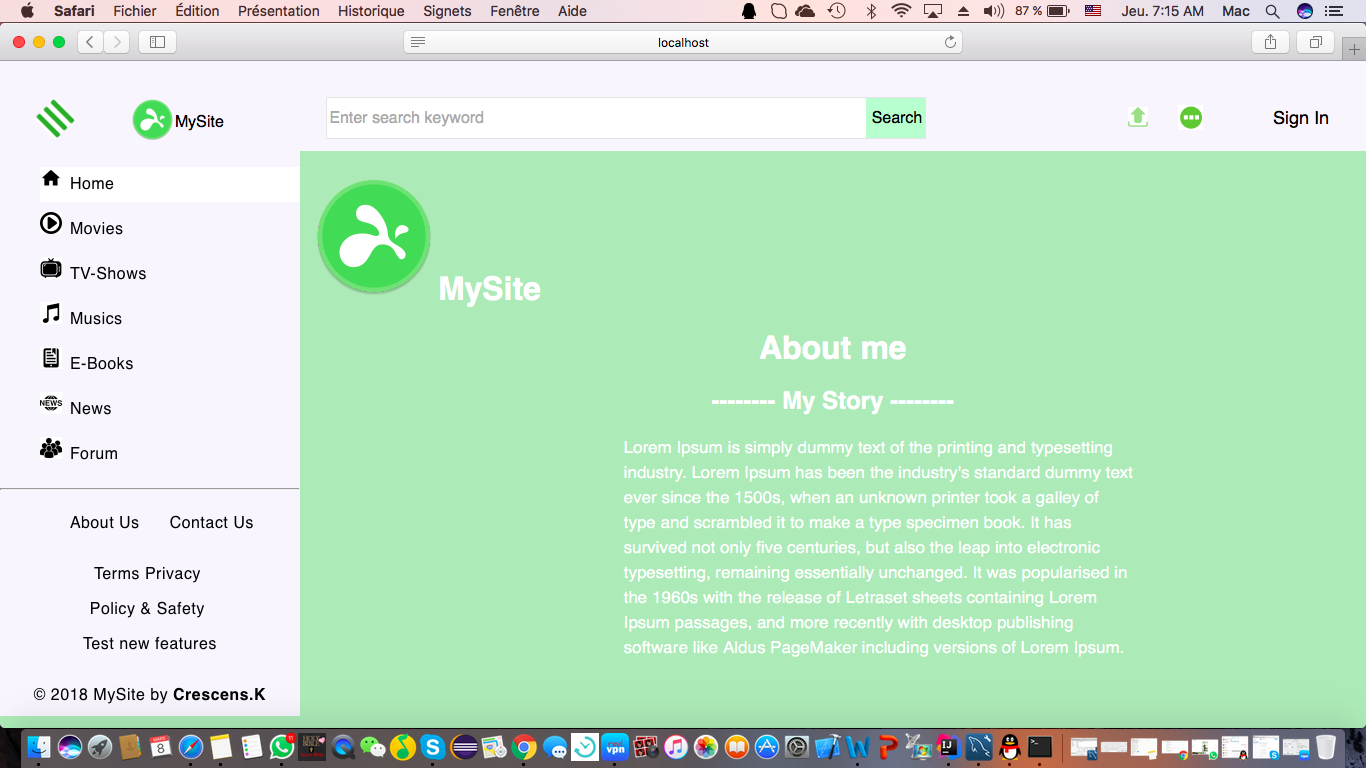 Safari Fichier Édition Présentation Historique Signets Fenêtre Aide 87 % Jeu. 7:15 AM Mac
localhost
MySite
Enter search keyword
Search
Sign In
Home
Movies
TV-Shows
Musics
E-Books
NEWS News
Forum
About Us Contact Us
Terms Privacy
Policy & Safety
Test new features
© 2018 MySite by Crescens.K
MySite
About me
-------- My Story --------
Lorem Ipsum is simply dummy text of the printing and typesetting
industry. Lorem Ipsum has been the industry's standard dummy text
ever since the 1500s, when an unknown printer took a galley of
type and scrambled it to make a type specimen book. It has
survived not only five centuries, but also the leap into electronic
typesetting, remaining essentially unchanged. It was popularised in
the 1960s with the release of Letraset sheets containing Lorem
Ipsum passages, and more recently with desktop publishing
software like Aldus PageMaker including versions of Lorem Ipsum.
8
vpn